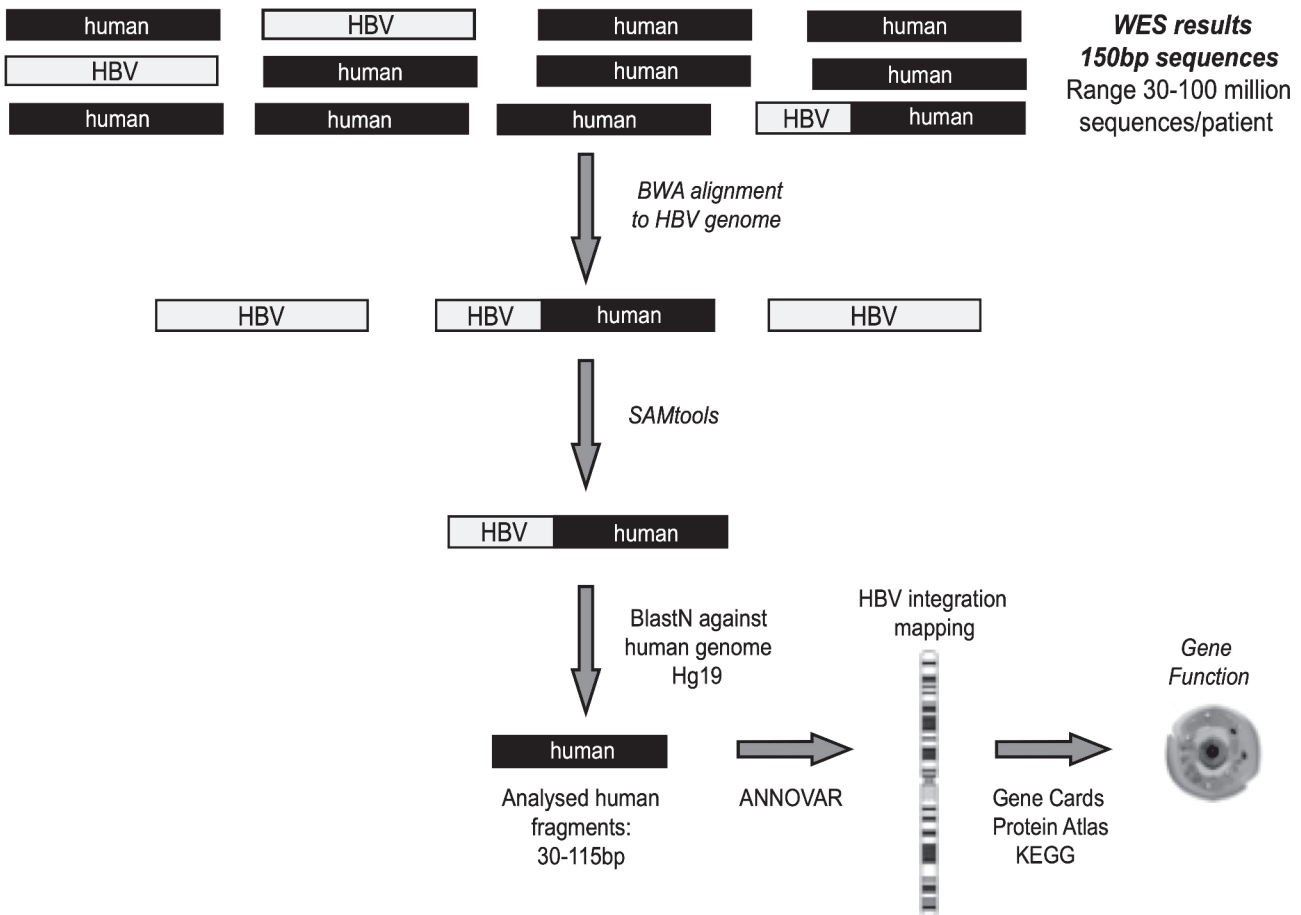 human
HBV
human
human
WES results
150bp sequences
Range 30-100 million
sequences/patient
HBV
human
human
human
human
human
human
HBV
human
BWA alignment
to HBV genome
HBV
HBV
human
HBV
SAMtools
HBV
human
BlastN against
human genome
Hg19
HBV integration
mapping
Gene
Function
human
Analysed human
fragments:
30-115bp
ANNOVAR
Gene Cards
Protein Atlas
KEGG